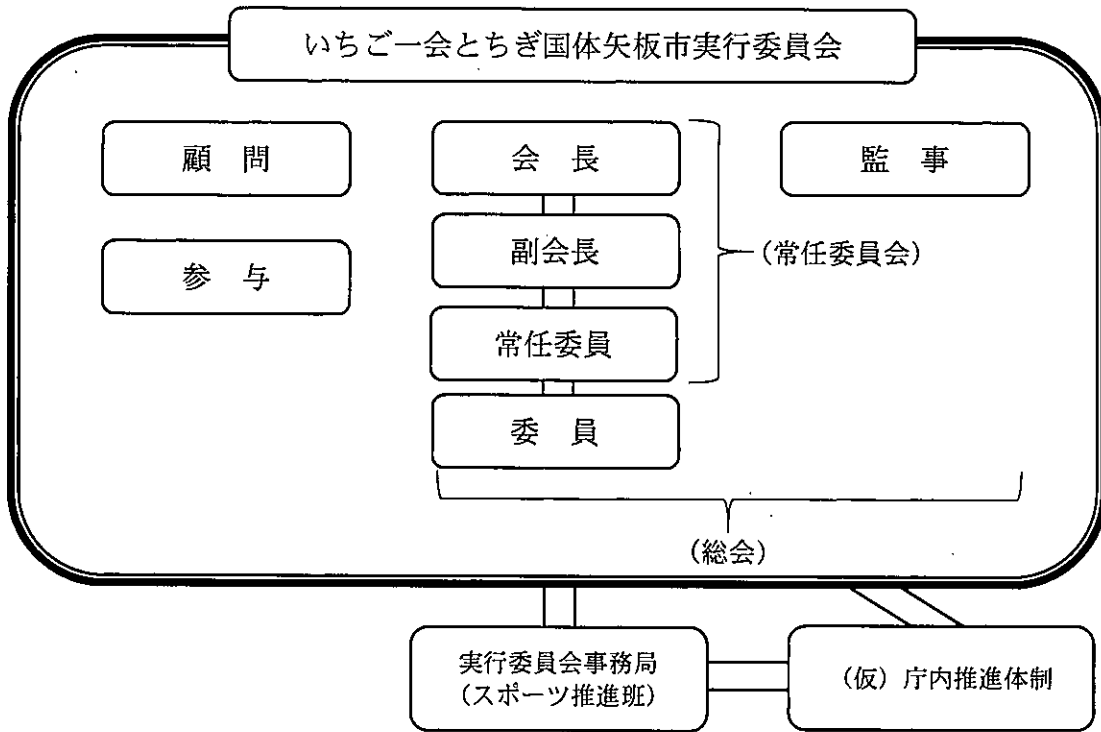 いちご一会とちぎ国体矢板市実行委員会
顧　問
参　与
会　長
副会長
常任委員
委　員
監　事
(常任委員会)
(総会)
実行委員会事務局
(スポーツ推進班)
(仮) 庁内推進体制